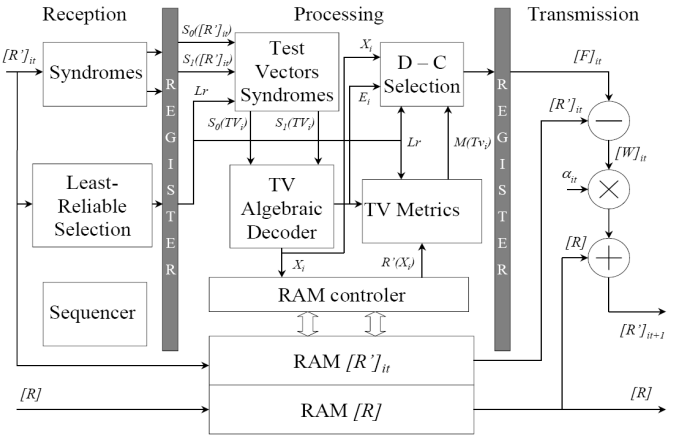 Reception Processing Transmission
[R']it
Syndromes
S0([R']it)
S1([R']it)
Lr
REGISTER
Test
Vectors
Syndromes
S0(TVi) S1(TVi)
Xi
Ei
D – C
Selection
Lr
M(Tvi)
REGISTER
[F]it
[R']it
−
[W]it
αit
×
[R]
+
[R']it+1
Least-
Reliable
Selection
TV
Algebraic
Decoder
TV Metrics
Xi
R'(Xi)
Sequencer
RAM controler
RAM [R']it
[R]
RAM [R]
[R]